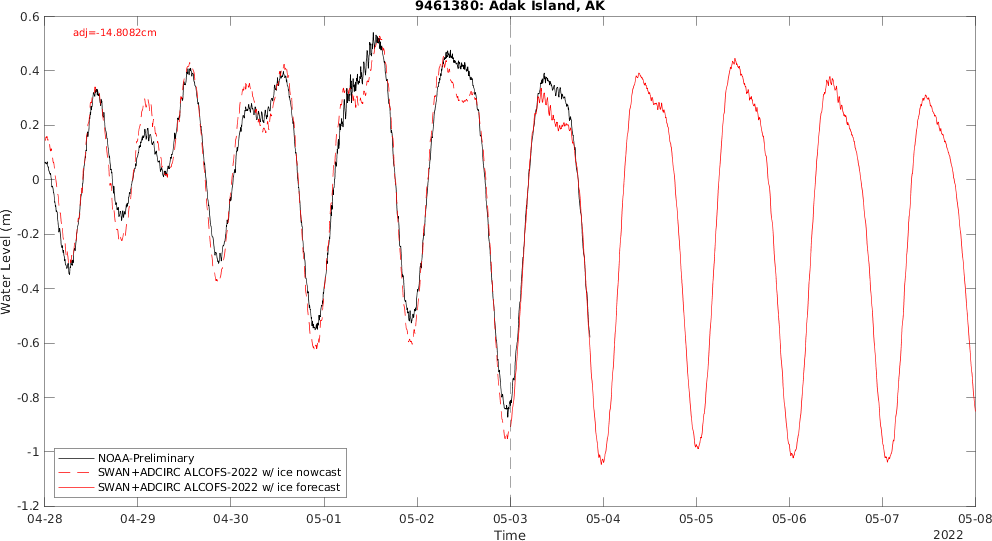 9461380: Adak Island, AK
adj=-14.8082cm
0.6
0.4
0.2
0
-0.2
-0.4
-0.6
-0.8
-1
-1.2
Water Level (m)
NOAA-Preliminary
SWAN+ADCIRC ALCOFS-2022 w/ ice nowcast
SWAN+ADCIRC ALCOFS-2022 w/ ice forecast
04-28 04-29 04-30 05-01 05-02 05-03 05-04 05-05 05-06 05-07 05-08
Time
2022